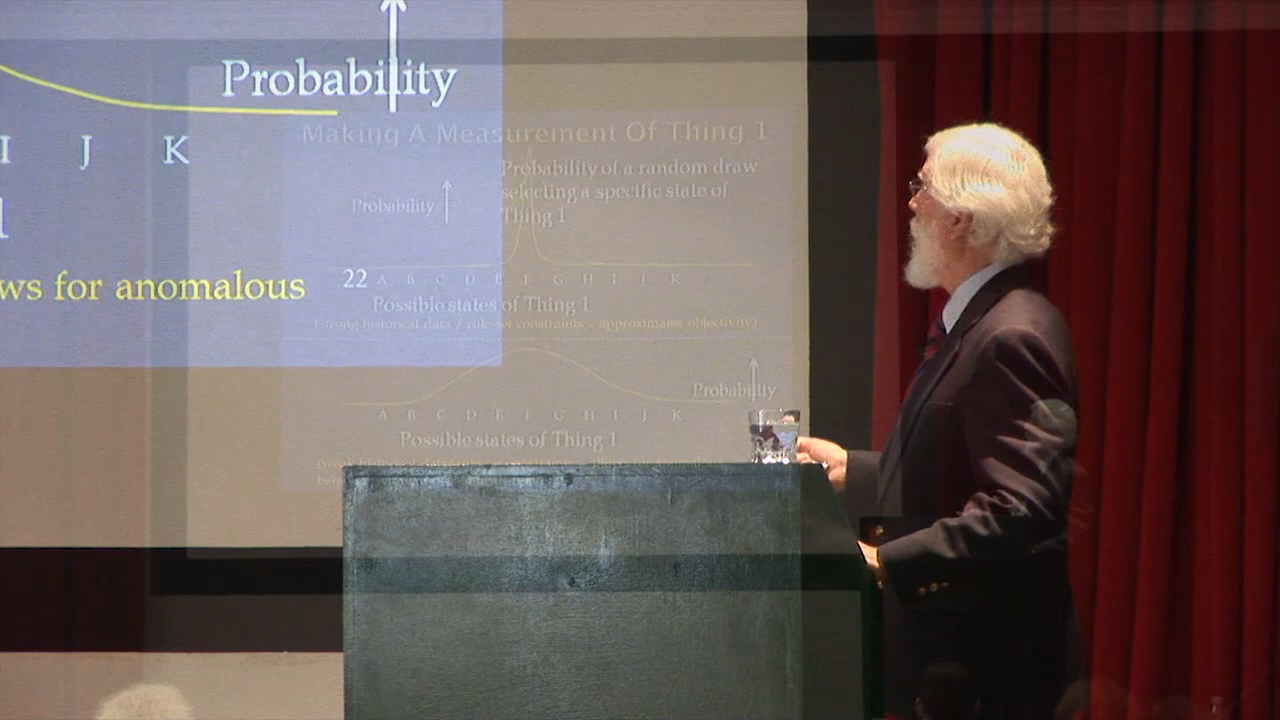 Probability
I J K
ws for anomalous
Making A Measurement Of Thing 1
Probability of a random draw
selecting a specific state of
Thing 1
Probability
22
A B C D E F G H I J K
Possible states of Thing 1
(strong historical data / rule-set constraints - approximates objectivity)
Probability
A B C D E F G H I J K
Possible states of Thing 1